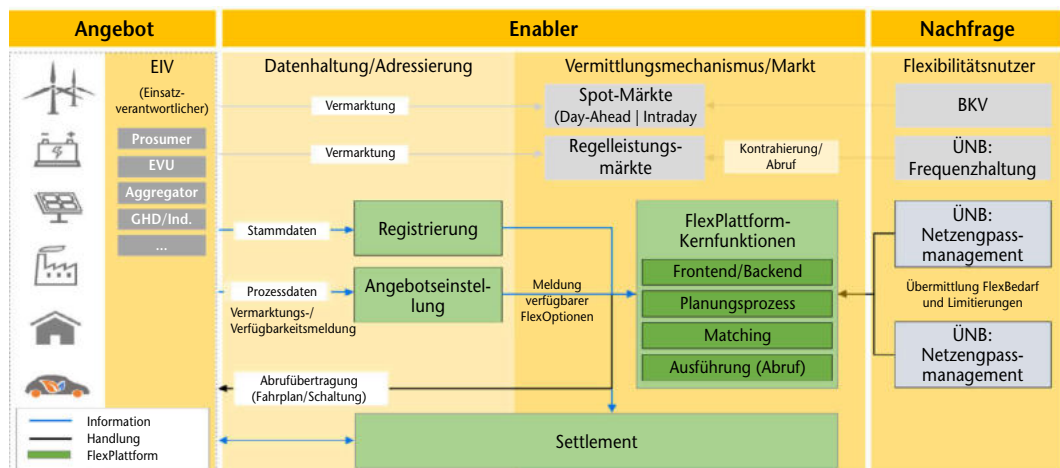 Angebot
Enabler
Nachfrage
EIV
(Einsatz-
verantwortlicher)
Prosumer
EVU
Aggregator
GHD/Ind.
...
Datenhaltung/Adressierung
Vermittlungsmechanismus/Markt
Flexibilitätsnutzer
Vermarktung
Spot-Märkte
(Day-Ahead | Intraday
BKV
Vermarktung
Regelleistungs-
märkte
Kontrahierung/
Abruf
ÜNB:
Frequenzhaltung
Stammdaten
Registrierung
Prozessdaten
Vermarktungs-/
Verfügbarkeitsmeldung
Angebotseinstel-
lung
Meldung
verfügbarer
FlexOptionen
FlexPlattform-
Kernfunktionen
Frontend/Backend
Planungsprozess
Matching
Ausführung (Abruf)
ÜNB:
Netzengpass-
management
Übermittlung FlexBedarf
und Limitierungen
ÜNB:
Netzengpass-
management
Abrufübertragung
(Fahrplan/Schaltung)
Settlement
Information
Handlung
FlexPlattform